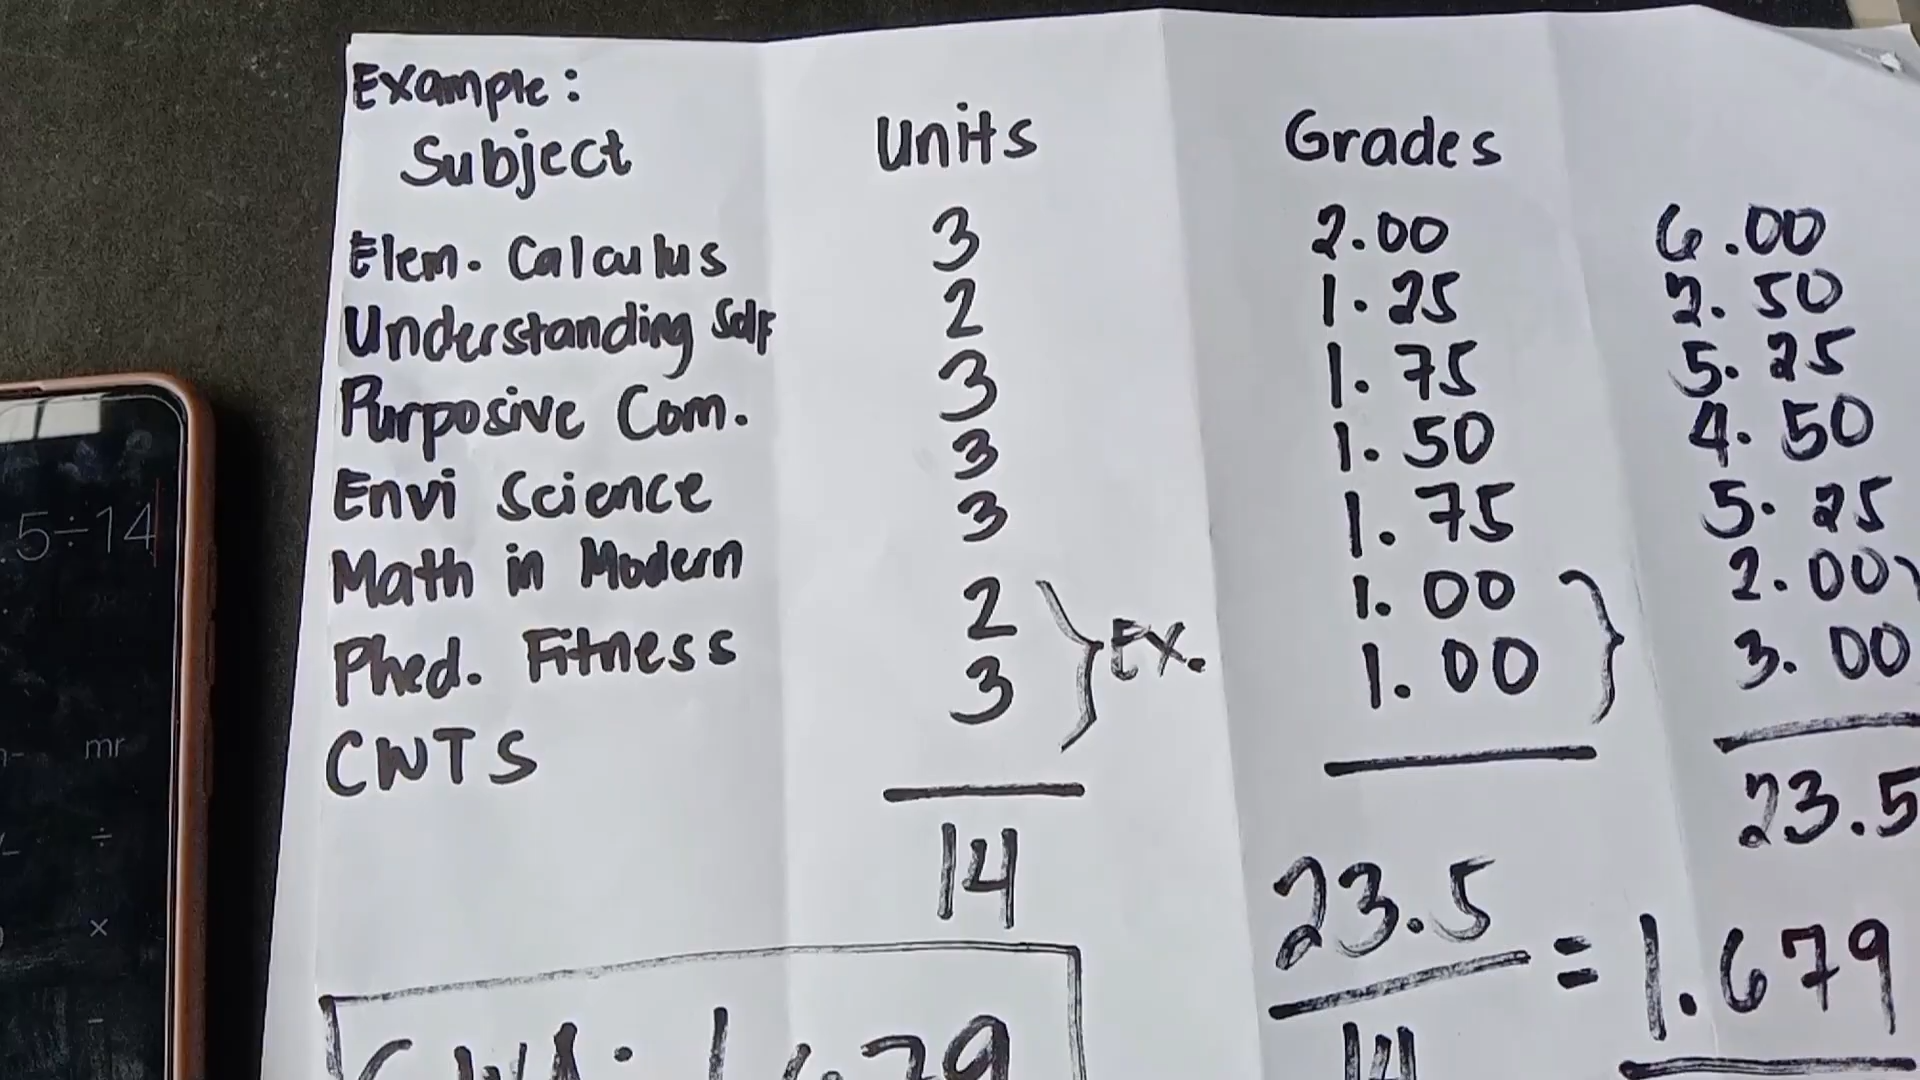 Example:
Subject Units Grades
Elem. Calculus 3 2.00 6.00
Understanding Self 2 1.25 2.50
Purposive Com. 3 1.75 5.25
Envi Science 3 1.50 4.50
Math in Modern 3 1.75 5.25
Phed. Fitness 2 1.00 2.00
CWTS 3 EX. 1.00 3.00
14 23.5
23.5
14 = 1.679
GWA: 1.679
.5÷14
mr
÷
×
-